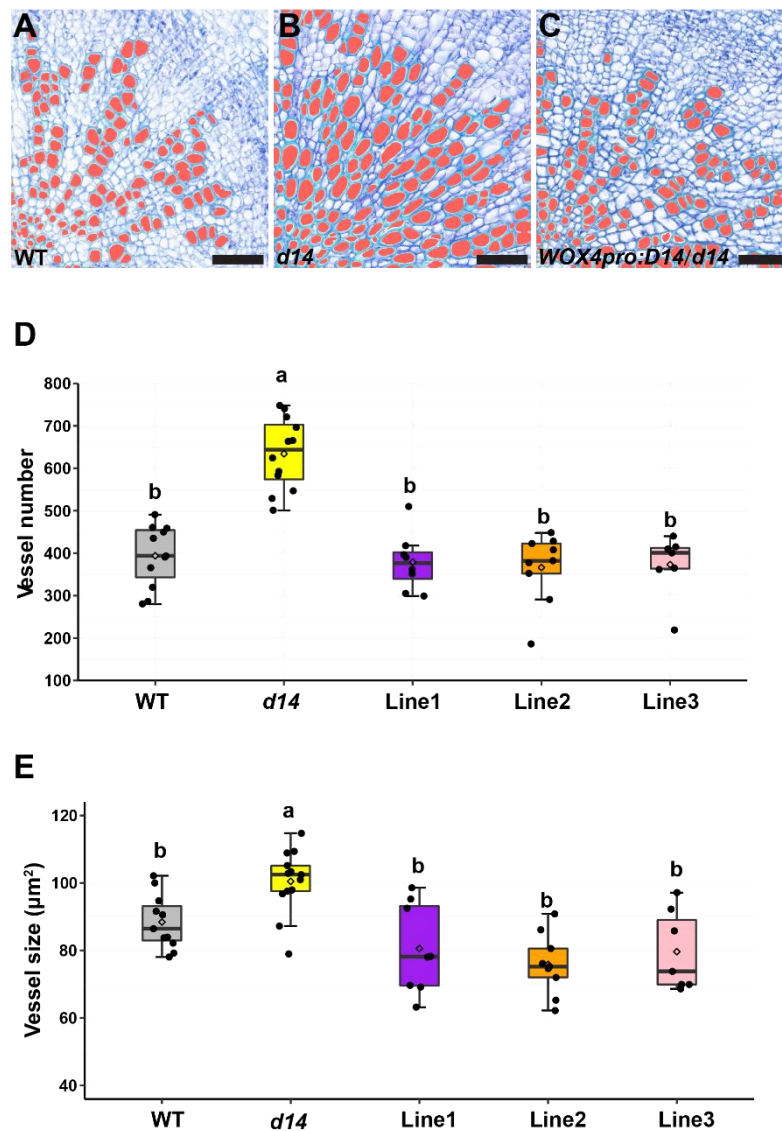 A B C
WT d14 WOX4pro:D14/d14
D
800
700
600
500
400
300
200
100
Vessel number
b a b b b
WT d14 Line1 Line2 Line3
E
120
100
80
60
40
Vessel size (µm²)
b a b b b
WT d14 Line1 Line2 Line3